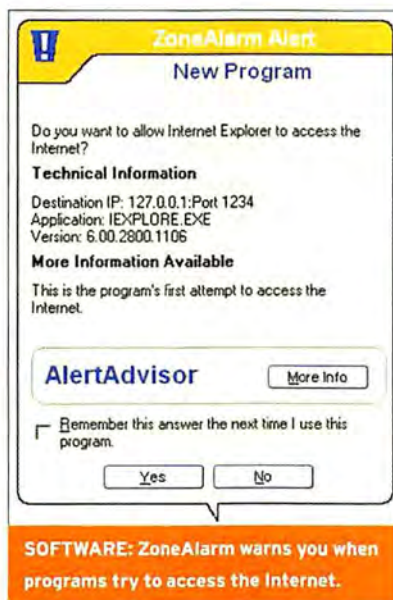 ZoneAlarm Alert
New Program
Do you want to allow Internet Explorer to access the
Internet?
Technical Information
Destination IP: 127.0.0.1:Port 1234
Application: IEXPLORE.EXE
Version: 6.00.2800.1106
More Information Available
This is the program's first attempt to access the
Internet.
AlertAdvisor
More Info
Remember this answer the next time I use this
program.
Yes
No
SOFTWARE: ZoneAlarm warns you when
programs try to access the Internet.